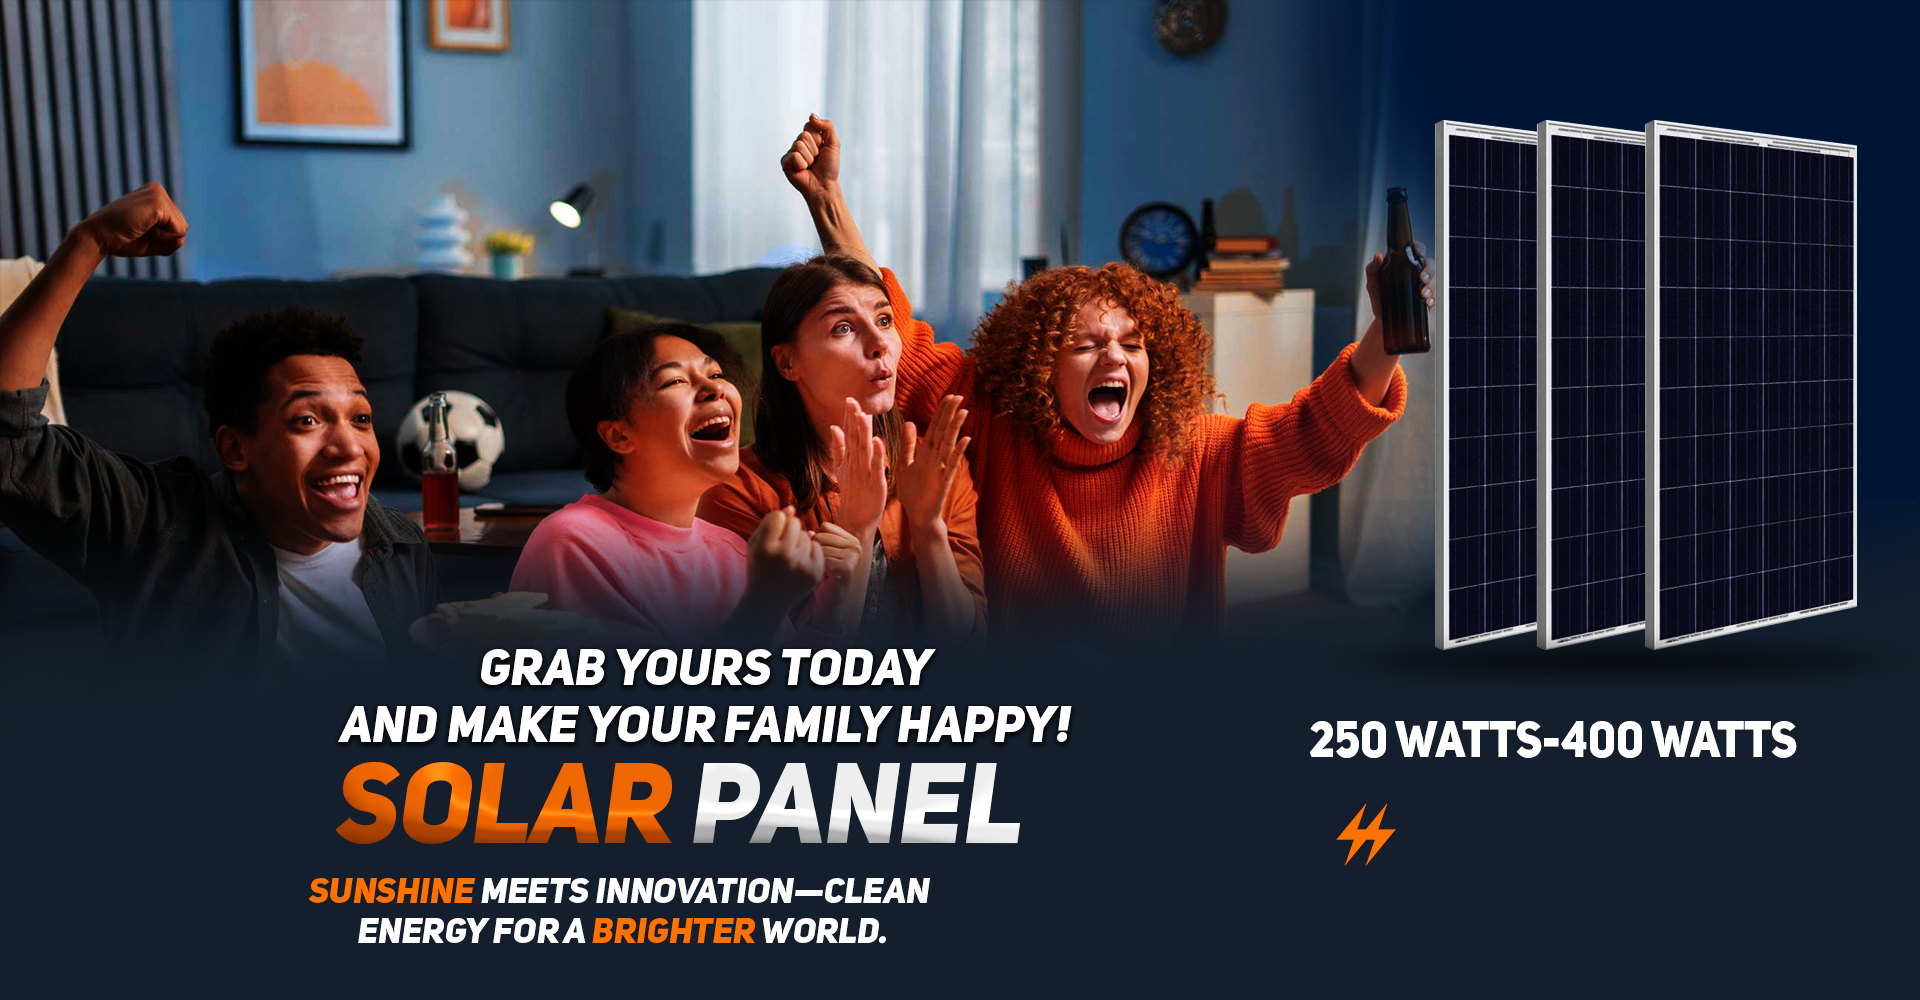 GRAB YOURS TODAY
AND MAKE YOUR FAMILY HAPPY!
SOLAR PANEL
SUNSHINE MEETS INNOVATION—CLEAN
ENERGY FOR A BRIGHTER WORLD.
250 WATTS-400 WATTS